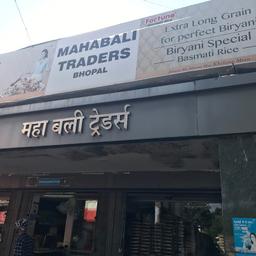 MAHABALI
TRADERS
BHOPAL
fortune
Extra Long Grain
for perfect Biryani
Biryani Special
Basmati Rice
महा बली ट्रेडर्स